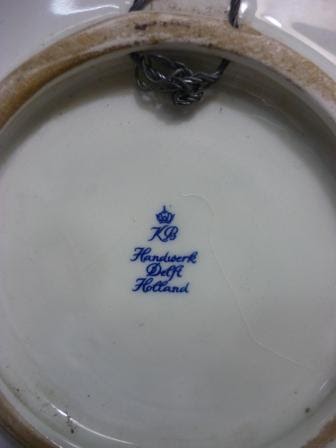 KB
Handwerk
Delft
Holland